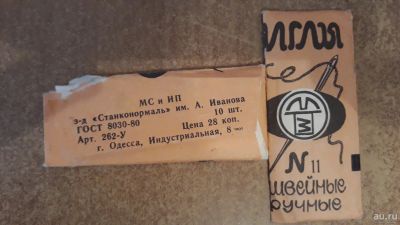 МС и ИП
з-д «Станконормаль» им. А. Иванова
ГОСТ 8030-80 10 шт.
Арт. 262-У Цена 28 коп.
г. Одесса, Индустриальная, 8
ИГЛЫ
N 11
швейные
ручные
au.ru